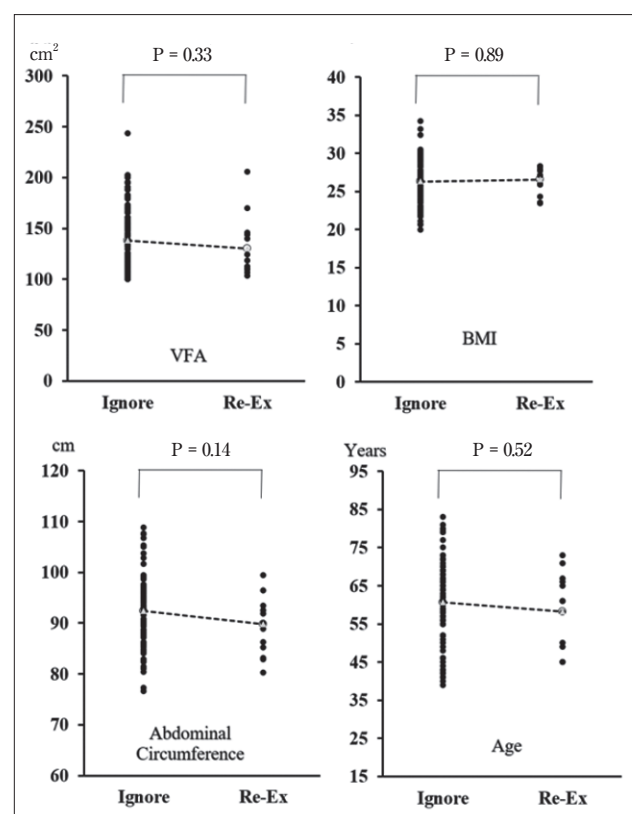 cm²
P = 0.33
300
250
200
150
100
50
0
VFA
Ignore
Re-Ex
P = 0.89
40
35
30
25
20
15
10
5
0
BMI
Ignore
Re-Ex
cm
P = 0.14
120
110
100
90
80
70
60
Abdominal
Circumference
Ignore
Re-Ex
Years
P = 0.52
95
85
75
65
55
45
35
25
15
Age
Ignore
Re-Ex